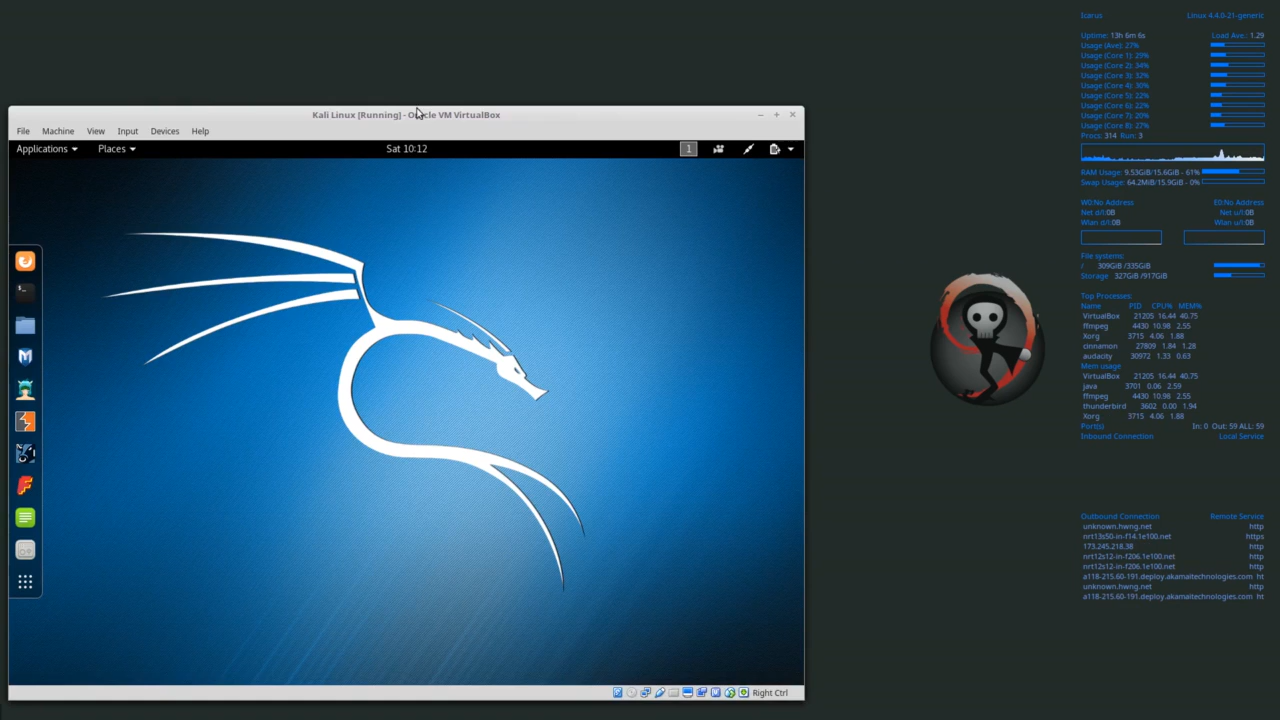 Kali Linux [Running] - Oracle VM VirtualBox
File Machine View Input Devices Help
Applications Places Sat 10:12 1
Right Ctrl
Icarus Linux 4.4.0-21-generic
Uptime: 13h 6m 6s Load Ave.: 1.29
Usage (Ave): 27%
Usage (Core 1): 29%
Usage (Core 2): 34%
Usage (Core 3): 32%
Usage (Core 4): 30%
Usage (Core 5): 22%
Usage (Core 6): 22%
Usage (Core 7): 20%
Usage (Core 8): 27%
Procs: 314 Run: 3
RAM Usage: 9.53GiB/15.6GiB - 61%
Swap Usage: 64.2MiB/15.9GiB - 0%
W0:No Address E0:No Address
Net d/l:0B Net u/l:0B
Wlan d/l:0B Wlan u/l:0B
File systems:
/ 309GiB /335GiB
Storage 327GiB /917GiB
Top Processes:
Name PID CPU% MEM%
VirtualBox 21205 16.44 40.75
ffmpeg 4430 10.98 2.55
Xorg 3715 4.06 1.88
cinnamon 27809 1.84 1.28
audacity 30972 1.33 0.63
Mem usage
VirtualBox 21205 16.44 40.75
java 3701 0.06 2.59
ffmpeg 4430 10.98 2.55
thunderbird 3602 0.00 1.94
Xorg 3715 4.06 1.88
Port(s) In: 0 Out: 59 ALL: 59
Inbound Connection Local Service
Outbound Connection Remote Service
unknown.hwng.net http
nrt13s50-in-f14.1e100.net https
173.245.218.38 http
nrt12s12-in-f206.1e100.net http
nrt12s12-in-f206.1e100.net http
a118-215.60-191.deploy.akamaitechnologies.com ht
unknown.hwng.net http
a118-215.60-191.deploy.akamaitechnologies.com ht